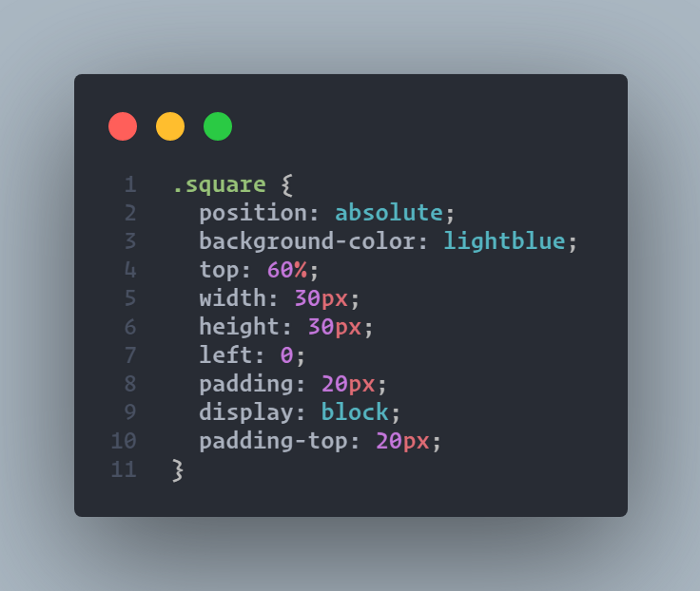 1 .square {
2 position: absolute;
3 background-color: lightblue;
4 top: 60%;
5 width: 30px;
6 height: 30px;
7 left: 0;
8 padding: 20px;
9 display: block;
10 padding-top: 20px;
11 }